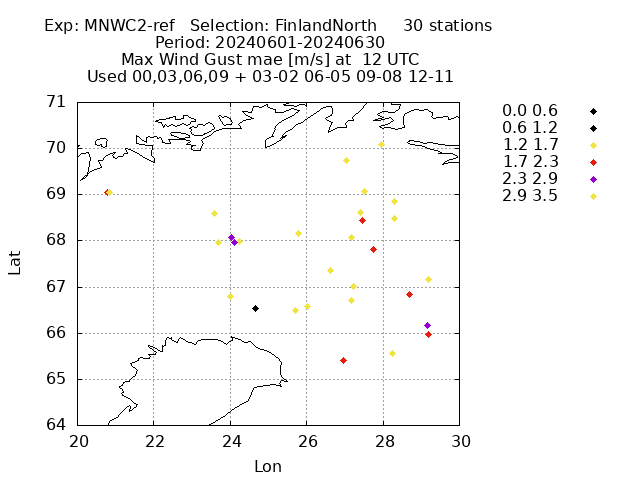 Exp: MNWC2-ref Selection: FinlandNorth 30 stations
Period: 20240601-20240630
Max Wind Gust mae [m/s] at 12 UTC
Used 00,03,06,09 + 03-02 06-05 09-08 12-11
0.0 0.6
0.6 1.2
1.2 1.7
1.7 2.3
2.3 2.9
2.9 3.5
71
70
69
68
67
66
65
64
Lat
20 22 24 26 28 30
Lon